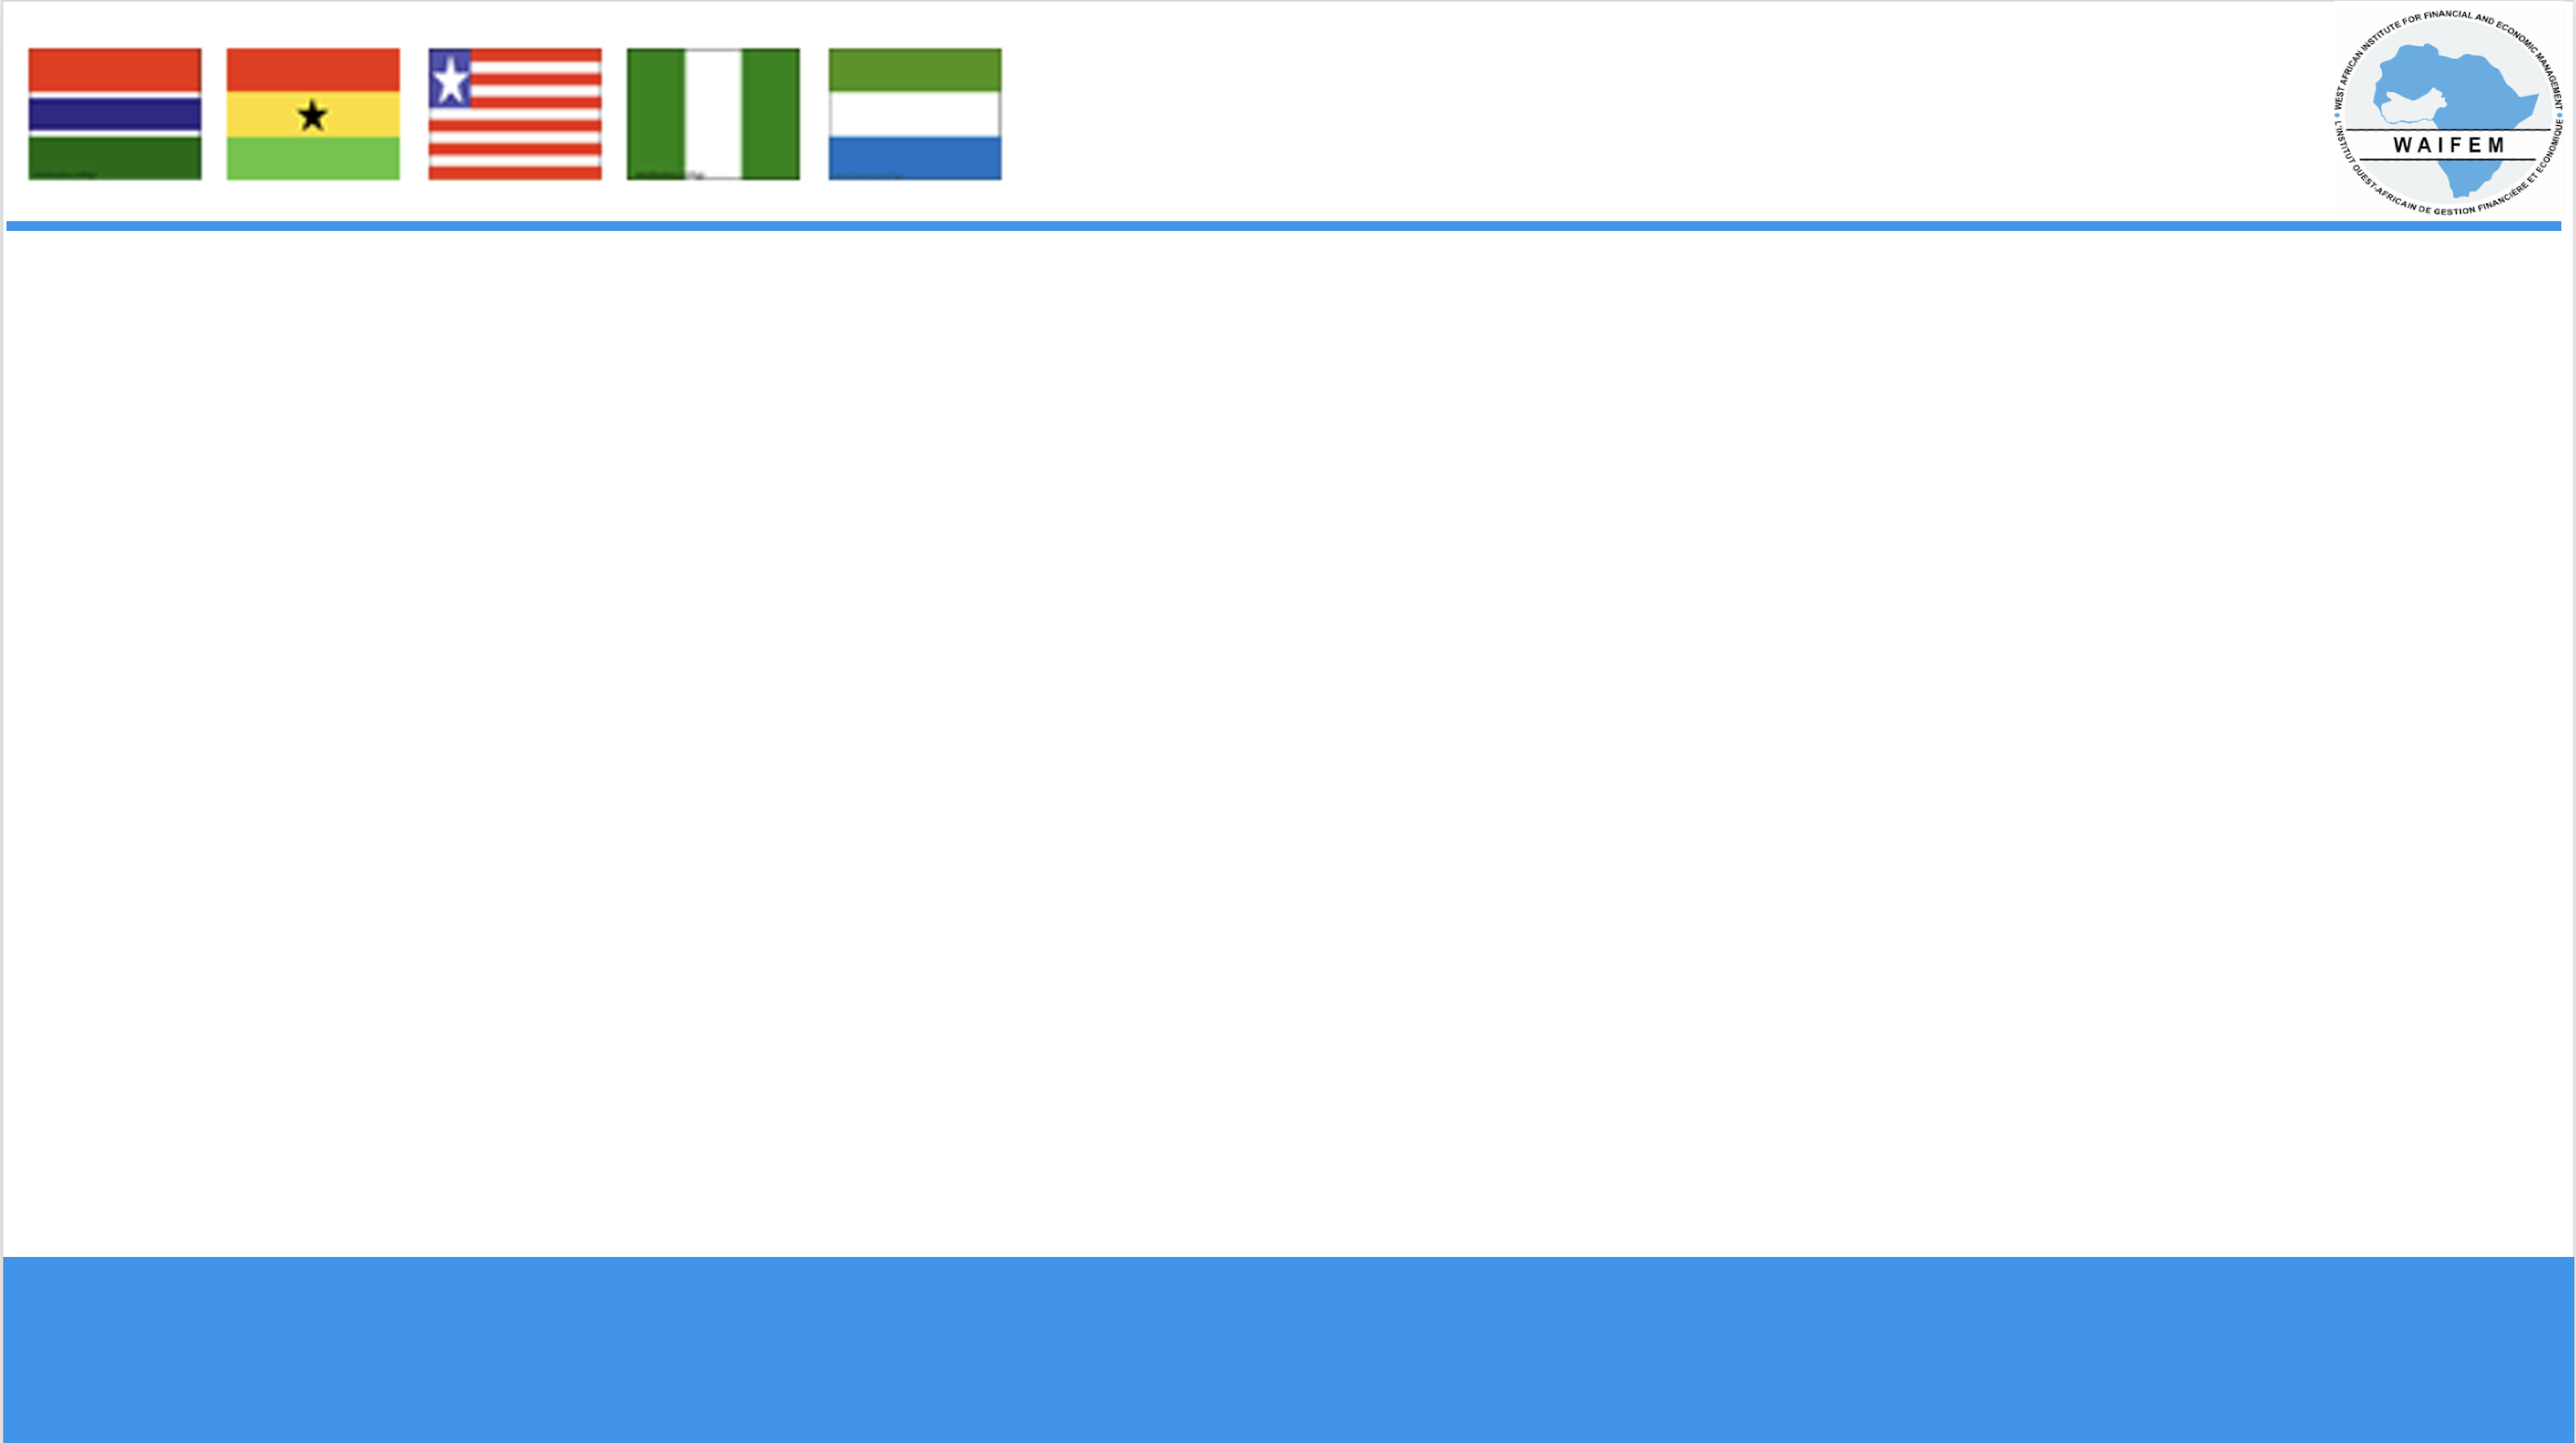 • WEST AFRICAN INSTITUTE FOR FINANCIAL AND ECONOMIC MANAGEMENT •
WAIFEM
L'INSTITUT OUEST-AFRICAIN DE GESTION FINANCIÈRE ET ECONOMIQUE